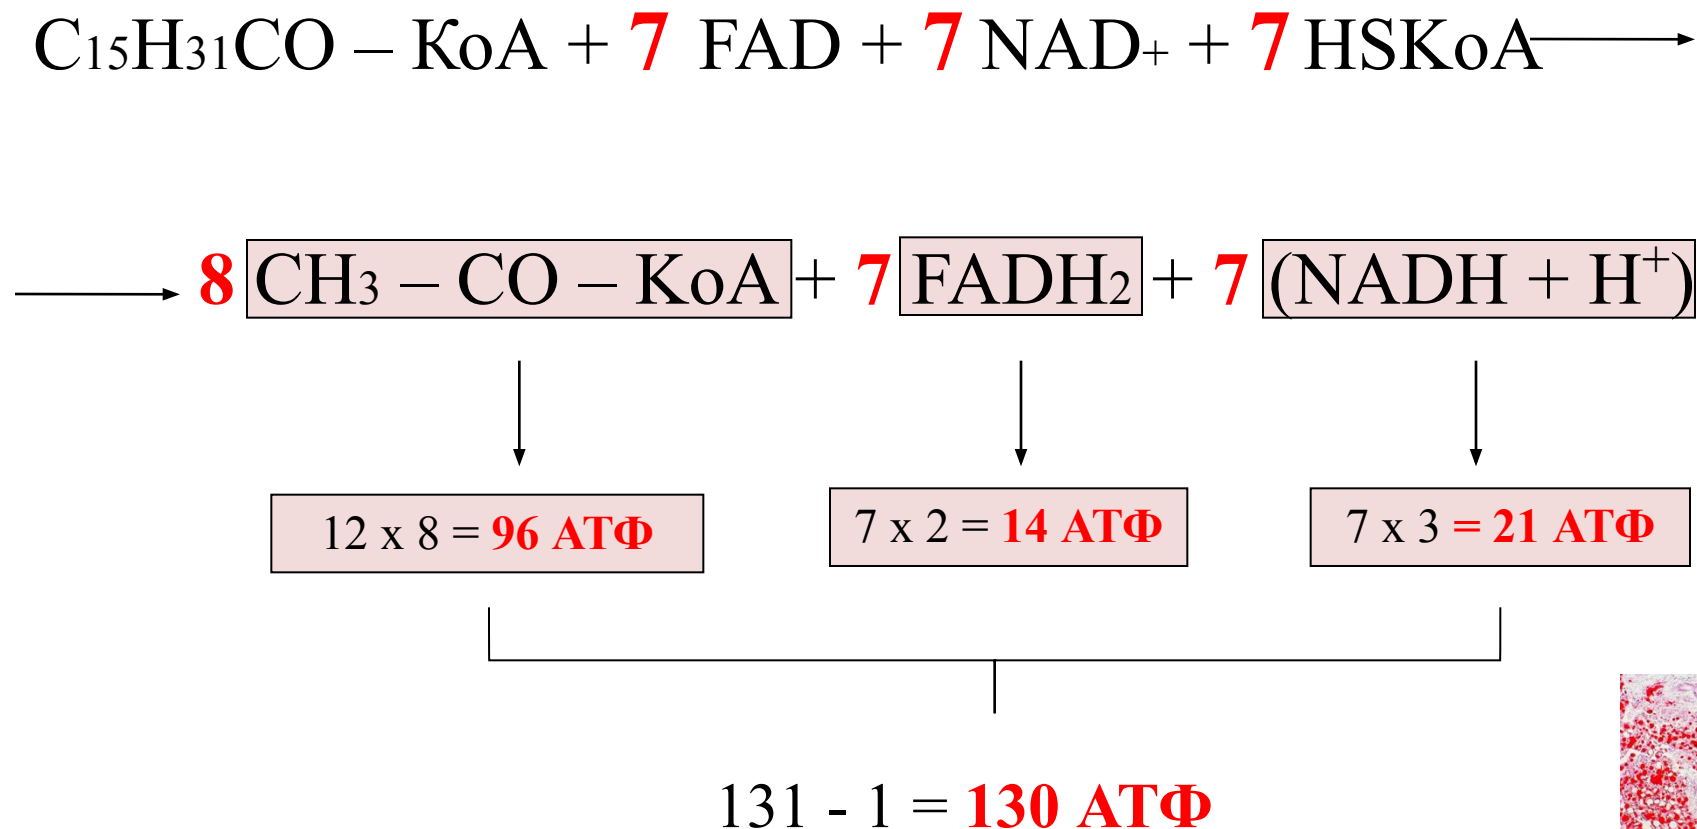 C15H31CO – КоА + 7 FAD + 7 NAD+ + 7 HSKoA
8 CH3 – CO – KoA + 7 FADH2 + 7 (NADH + H+)
12 x 8 = 96 АТФ 7 x 2 = 14 АТФ 7 x 3 = 21 АТФ
131 - 1 = 130 АТФ